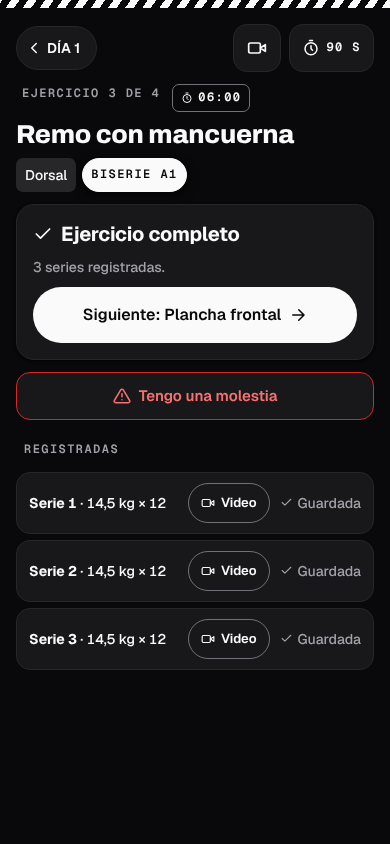 DÍA 1
90 S
EJERCICIO 3 DE 4
06:00
Remo con mancuerna
Dorsal
BISERIE A1
Ejercicio completo
3 series registradas.
Siguiente: Plancha frontal →
Tengo una molestia
REGISTRADAS
Serie 1 · 14,5 kg × 12 Video Guardada
Serie 2 · 14,5 kg × 12 Video Guardada
Serie 3 · 14,5 kg × 12 Video Guardada